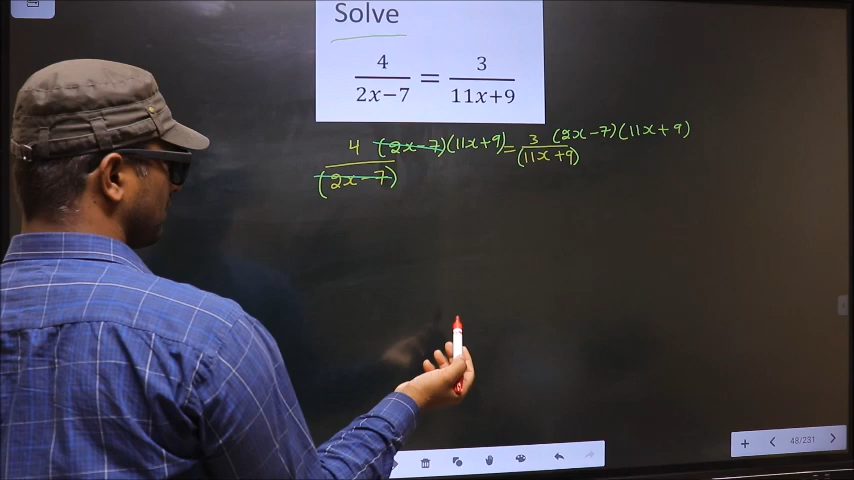 Solve
4/(2x−7) = 3/(11x+9)
4 (2x-7)(11x+9)/(2x-7) = 3 (2x-7)(11x+9)/(11x+9)
48/231